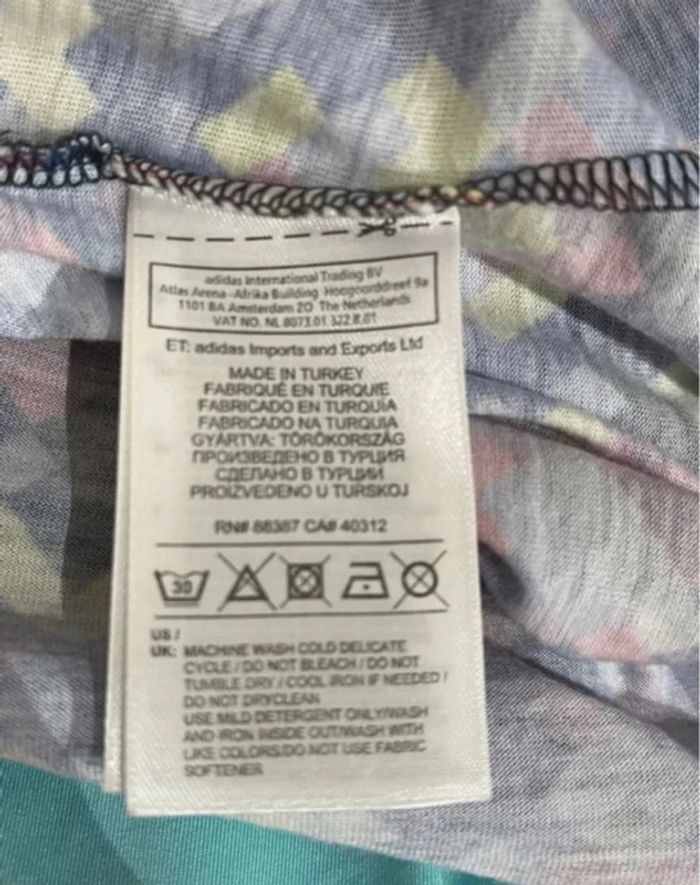 adidas International Trading BV
Atlas Arena-Afrika Building Hoogoorddreef 9a
1101 BA Amsterdam ZO The Netherlands
VAT NO. NL 8073.01.322.B.01
ET: adidas Imports and Exports Ltd
MADE IN TURKEY
FABRIQUÉ EN TURQUIE
FABRICADO EN TURQUÍA
FABRICADO NA TURQUIA
GYÁRTVA: TÖRÖKORSZÁG
ПРОИЗВЕДЕНО В ТУРЦИЯ
СДЕЛАНО В ТУРЦИИ
PROIZVEDENO U TURSKOJ
RN# 88387 CA# 40312
30
US /
UK: MACHINE WASH COLD DELICATE
CYCLE / DO NOT BLEACH / DO NOT
TUMBLE DRY / COOL IRON IF NEEDED /
DO NOT DRYCLEAN
USE MILD DETERGENT ONLY/WASH
AND IRON INSIDE OUT/WASH WITH
LIKE COLORS/DO NOT USE FABRIC
SOFTENER